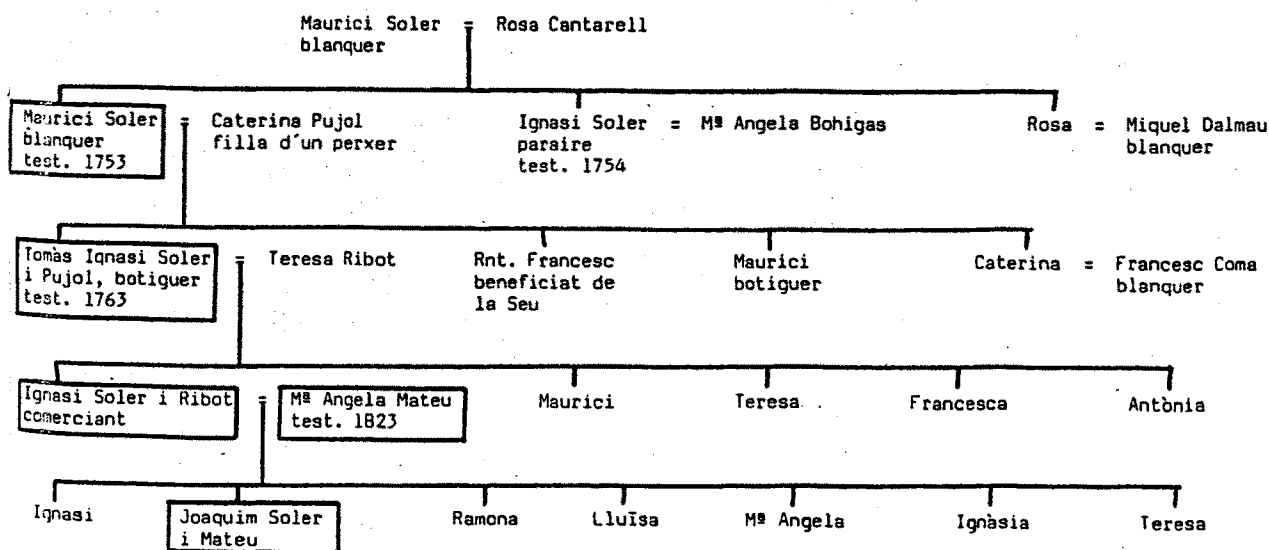 Maurici Soler = Rosa Cantarell
blanquer
Maurici Soler = Caterina Pujol
blanquer filla d'un perxer
test. 1753
Ignasi Soler = Mª Angela Bohigas
paraire
test. 1754
Rosa = Miquel Dalmau
blanquer
Tomàs Ignasi Soler = Teresa Ribot
i Pujol, botiguer
test. 1763
Rnt. Francesc
beneficiat de
la Seu
Maurici
botiguer
Caterina = Francesc Coma
blanquer
Ignasi Soler i Ribot = Mª Angela Mateu
comerciant test. 1823
Maurici
Teresa
Francesca
Antònia
Ignasi
Joaquim Soler
i Mateu
Ramona
Lluïsa
Mª Angela
Ignàsia
Teresa